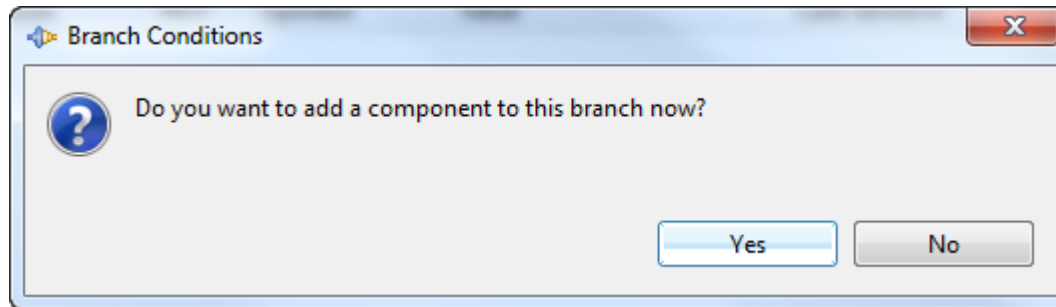 Branch Conditions
Do you want to add a component to this branch now?
Yes
No